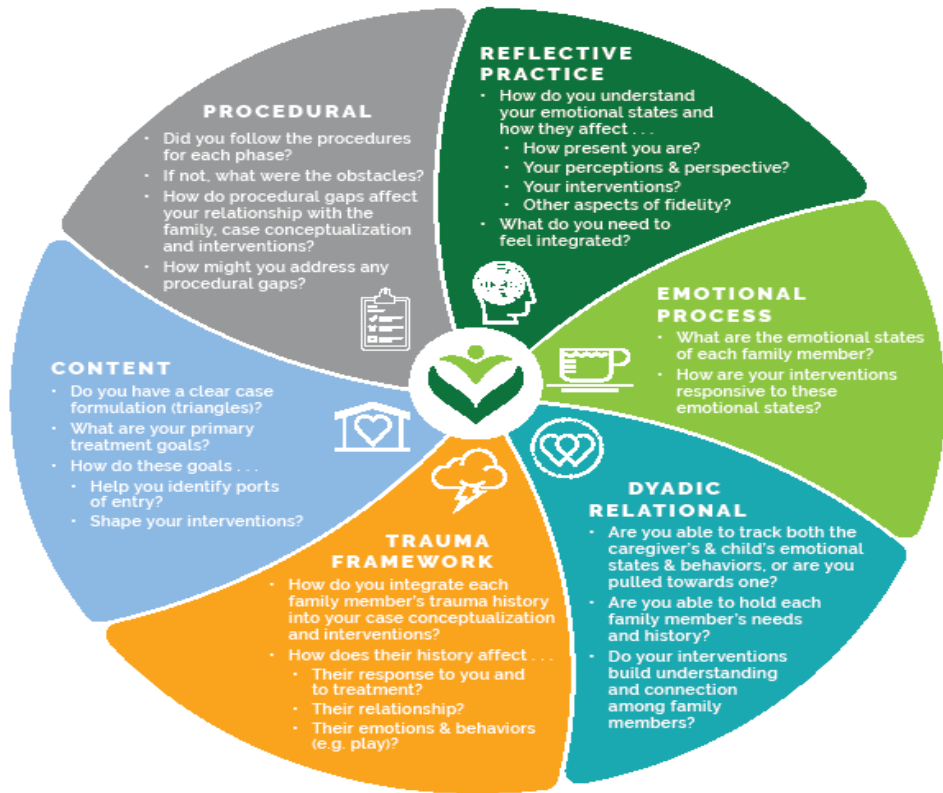 PROCEDURAL
• Did you follow the procedures
for each phase?
• If not, what were the obstacles?
• How do procedural gaps affect
your relationship with the
family, case conceptualization
and interventions?
• How might you address any
procedural gaps?
REFLECTIVE
PRACTICE
• How do you understand
your emotional states and
how they affect . . .
• How present you are?
• Your perceptions & perspective?
• Your interventions?
• Other aspects of fidelity?
• What do you need to
feel integrated?
EMOTIONAL
PROCESS
• What are the emotional states
of each family member?
• How are your interventions
responsive to these
emotional states?
DYADIC
RELATIONAL
• Are you able to track both the
caregiver's & child's emotional
states & behaviors, or are you
pulled towards one?
• Are you able to hold each
family member's needs
and history?
• Do your interventions
build understanding
and connection
among family
members?
TRAUMA
FRAMEWORK
• How do you integrate each
family member's trauma history
into your case conceptualization
and interventions?
• How does their history affect . . .
• Their response to you and
to treatment?
• Their relationship?
• Their emotions & behaviors
(e.g. play)?
CONTENT
• Do you have a clear case
formulation (triangles)?
• What are your primary
treatment goals?
• How do these goals . . .
• Help you identify ports
of entry?
• Shape your interventions?